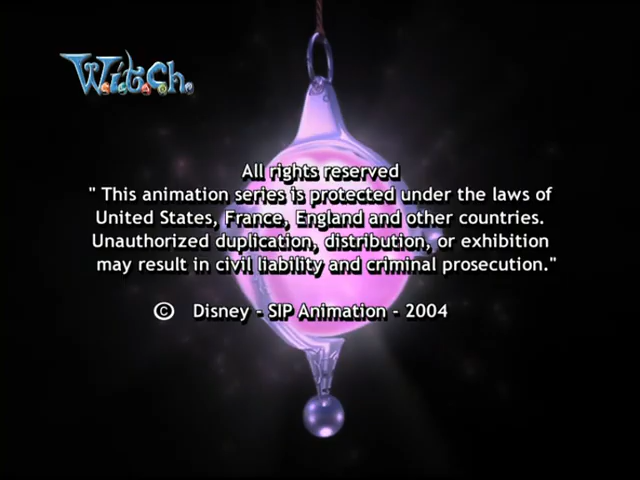 W.i.t.c.h.
All rights reserved
" This animation series is protected under the laws of
United States, France, England and other countries.
Unauthorized duplication, distribution, or exhibition
may result in civil liability and criminal prosecution."
© Disney - SIP Animation - 2004